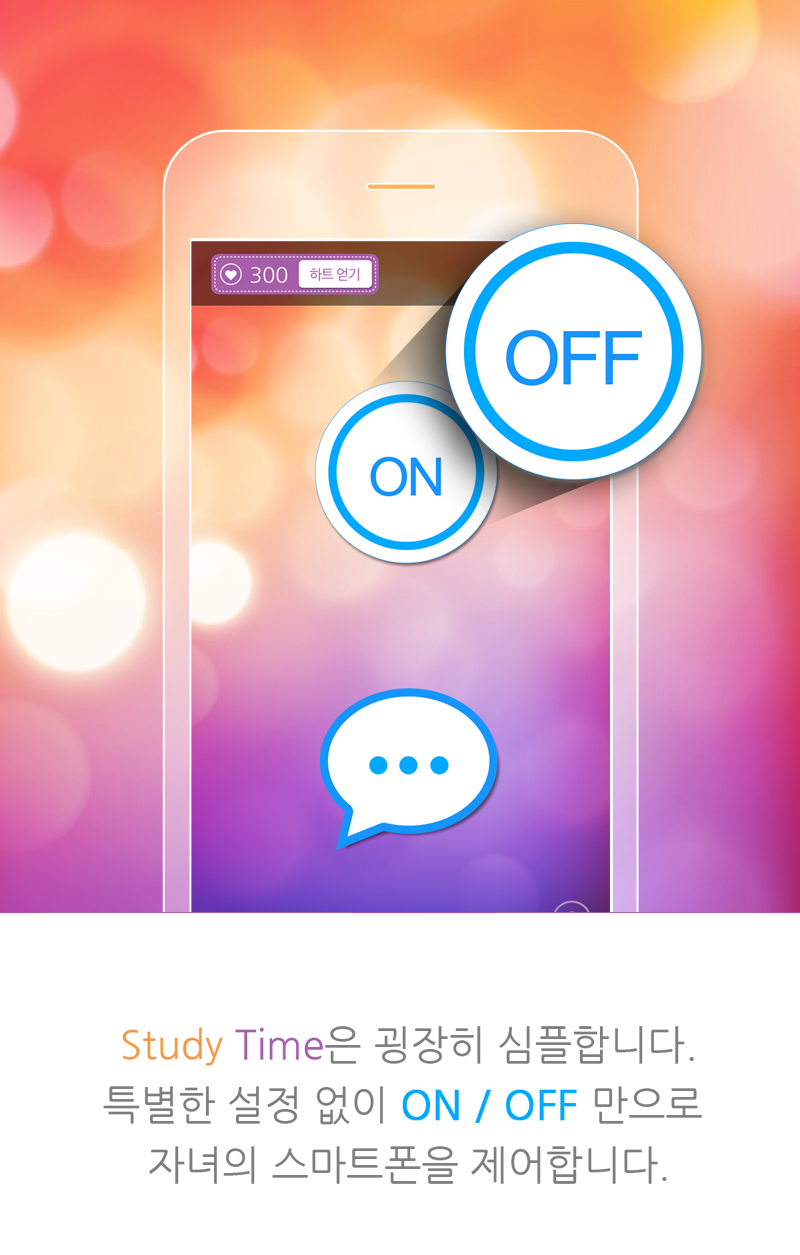 300 하트 얻기
OFF
ON
Study Time은 굉장히 심플합니다.
특별한 설정 없이 ON / OFF 만으로
자녀의 스마트폰을 제어합니다.